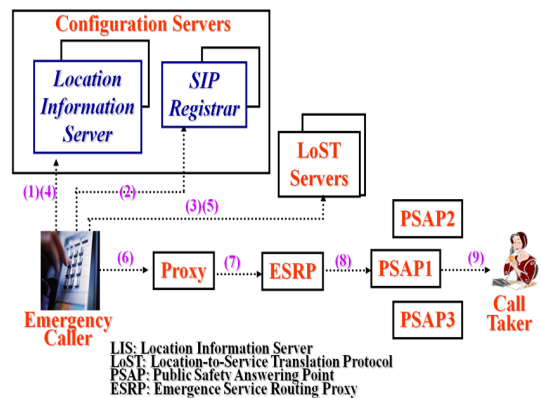 Configuration Servers
Location
Information
Server
SIP
Registrar
LoST
Servers
(1)(4)
(2)
(3)(5)
PSAP2
(6)
Proxy
(7)
ESRP
(8)
PSAP1
(9)
Emergency
Caller
PSAP3
Call
Taker
LIS: Location Information Server
LoST: Location-to-Service Translation Protocol
PSAP: Public Safety Answering Point
ESRP: Emergence Service Routing Proxy